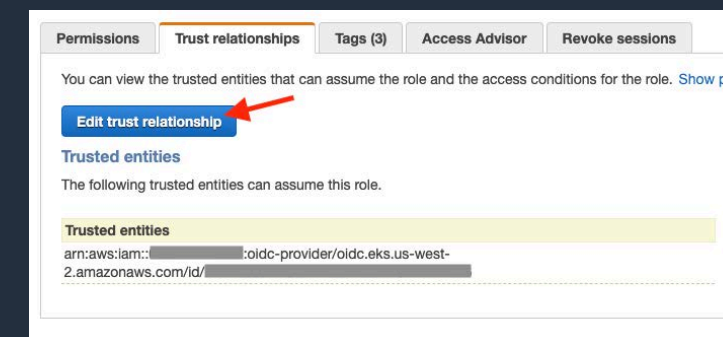 Permissions Trust relationships Tags (3) Access Advisor Revoke sessions
You can view the trusted entities that can assume the role and the access conditions for the role. Show
Edit trust relationship
Trusted entities
The following trusted entities can assume this role.
Trusted entities
arn:aws:iam:: :oidc-provider/oidc.eks.us-west-
2.amazonaws.com/id/